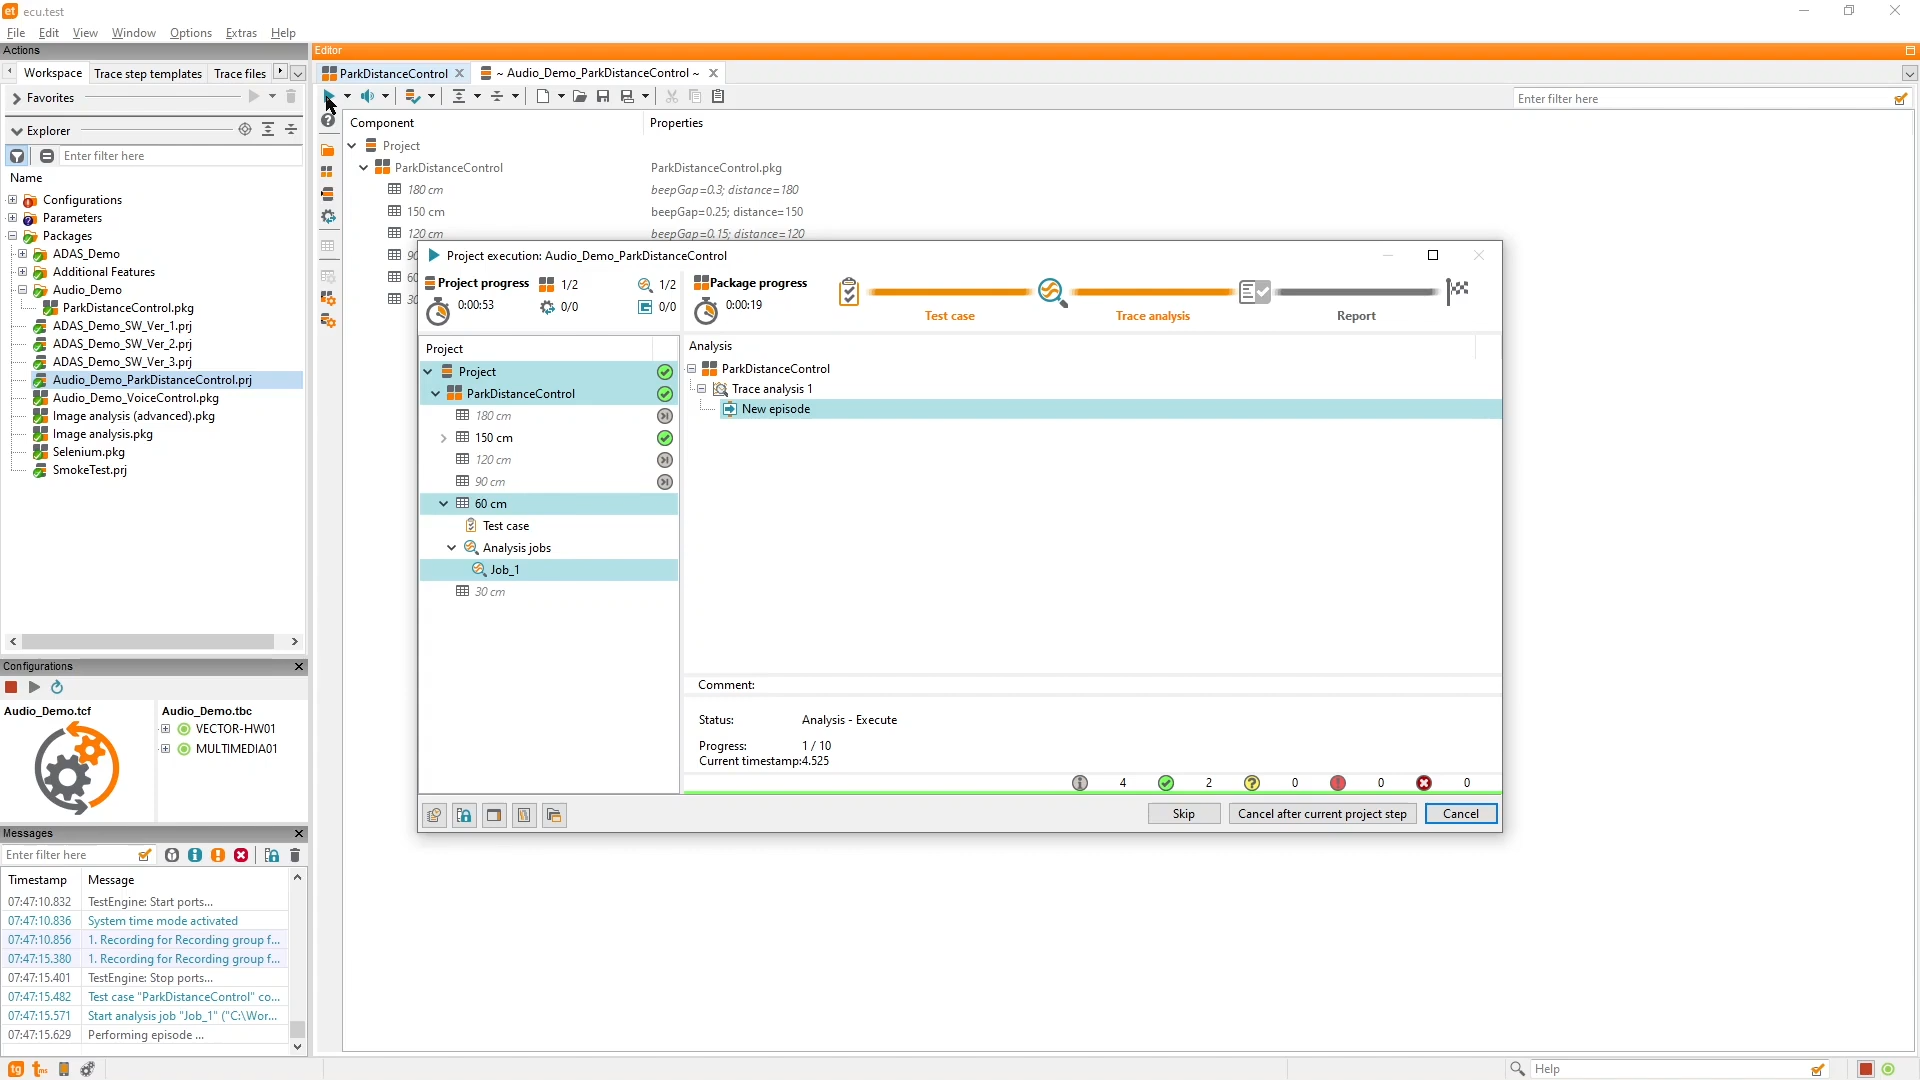 ecu.test
File Edit View Window Options Extras Help
Actions
Editor
Workspace Trace step templates Trace files
ParkDistanceControl
~ Audio_Demo_ParkDistanceControl ~
Favorites
Enter filter here
Explorer
Enter filter here
Name
Configurations
Parameters
Packages
ADAS_Demo
Additional Features
Audio_Demo
ParkDistanceControl.pkg
ADAS_Demo_SW_Ver_1.prj
ADAS_Demo_SW_Ver_2.prj
ADAS_Demo_SW_Ver_3.prj
Audio_Demo_ParkDistanceControl.prj
Audio_Demo_VoiceControl.pkg
Image analysis (advanced).pkg
Image analysis.pkg
Selenium.pkg
SmokeTest.prj
Component Properties
Project
ParkDistanceControl ParkDistanceControl.pkg
180 cm beepGap=0.3; distance=180
150 cm beepGap=0.25; distance=150
120 cm beepGap=0.15; distance=120
90
60
30
Project execution: Audio_Demo_ParkDistanceControl
Project progress 1/2 1/2
0:00:53 0/0 0/0
Package progress
0:00:19
Test case Trace analysis Report
Project
Project
ParkDistanceControl
180 cm
150 cm
120 cm
90 cm
60 cm
Test case
Analysis jobs
Job_1
30 cm
Analysis
ParkDistanceControl
Trace analysis 1
New episode
Comment:
Status: Analysis - Execute
Progress: 1 / 10
Current timestamp:4.525
4 2 0 0 0
Skip Cancel after current project step Cancel
Configurations
Audio_Demo.tcf
Audio_Demo.tbc
VECTOR-HW01
MULTIMEDIA01
Messages
Enter filter here
Timestamp Message
07:47:10.832 TestEngine: Start ports...
07:47:10.836 System time mode activated
07:47:10.856 1. Recording for Recording group f...
07:47:15.380 1. Recording for Recording group f...
07:47:15.401 TestEngine: Stop ports...
07:47:15.482 Test case "ParkDistanceControl" co...
07:47:15.571 Start analysis job "Job_1" ("C:\Wor...
07:47:15.629 Performing episode ...
Help